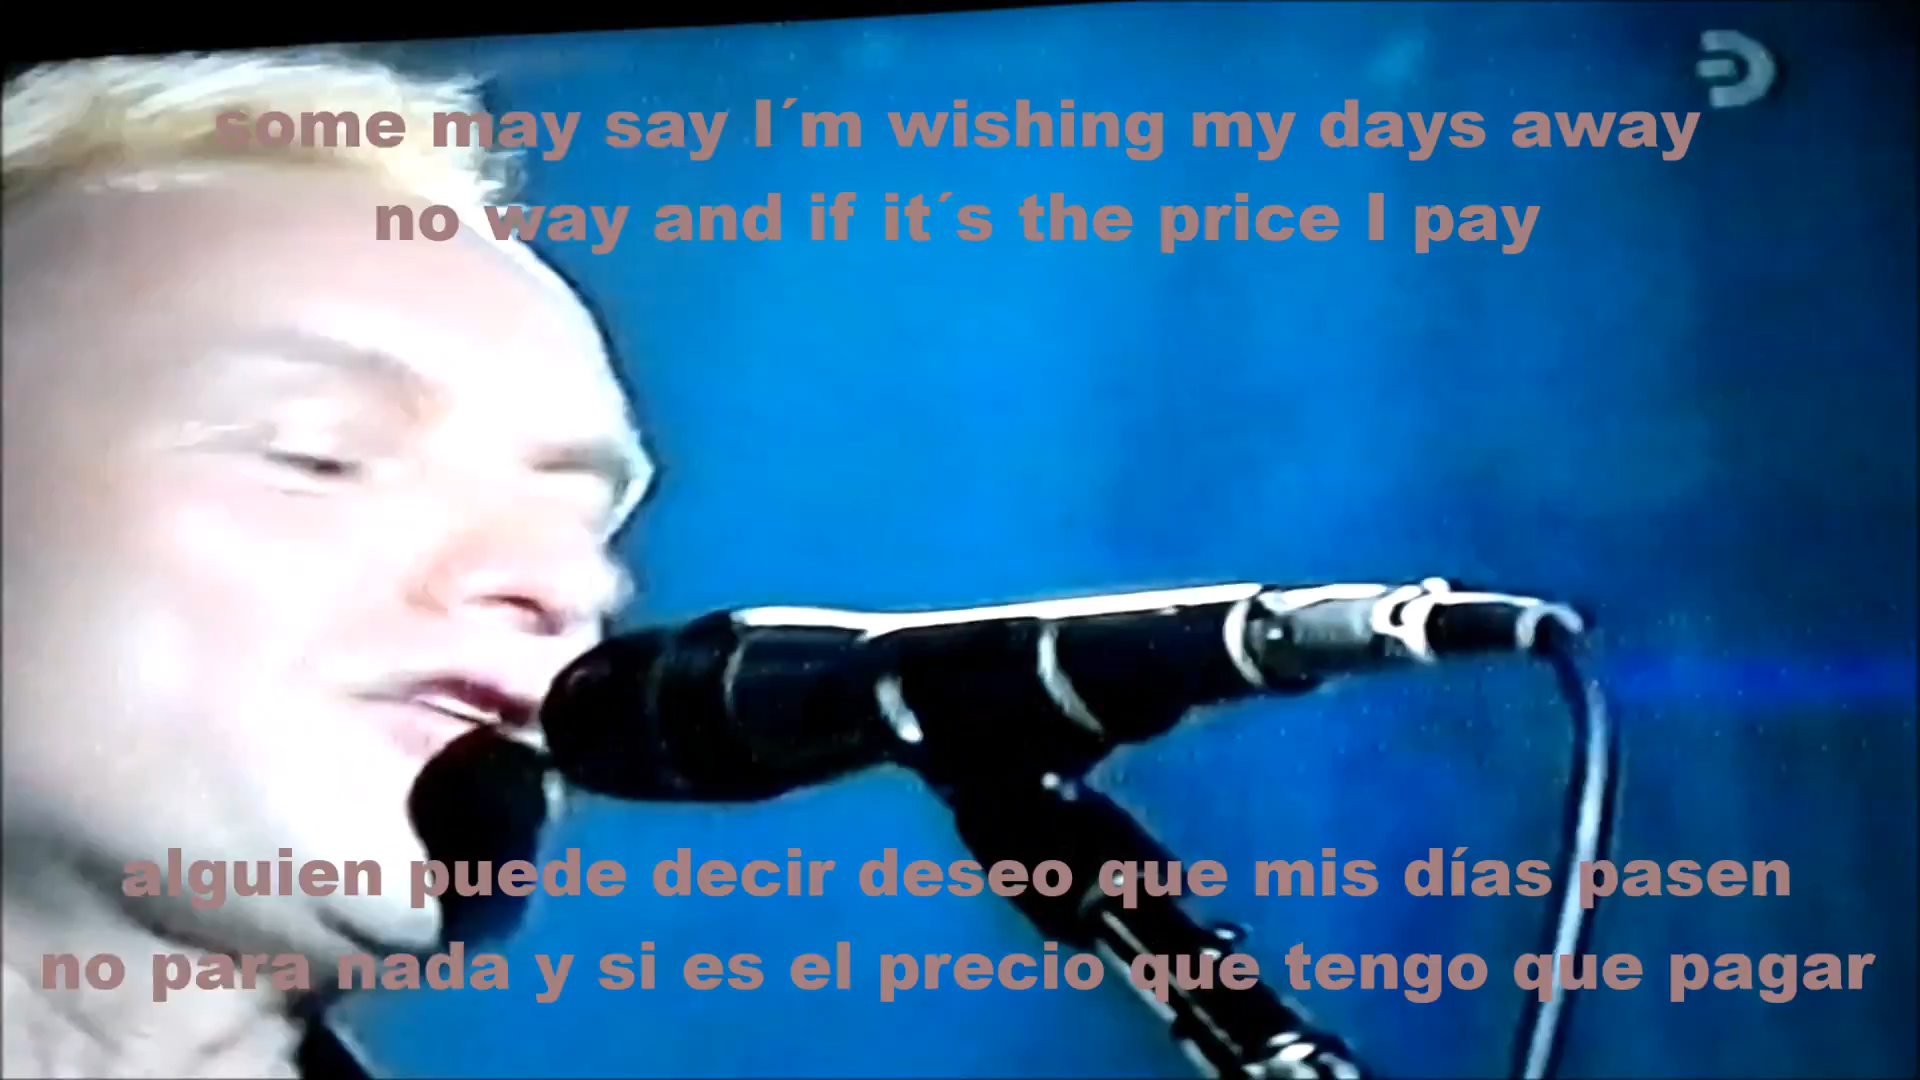 some may say I´m wishing my days away
no way and if it´s the price I pay
alguien puede decir deseo que mis días pasen
no para nada y si es el precio que tengo que pagar